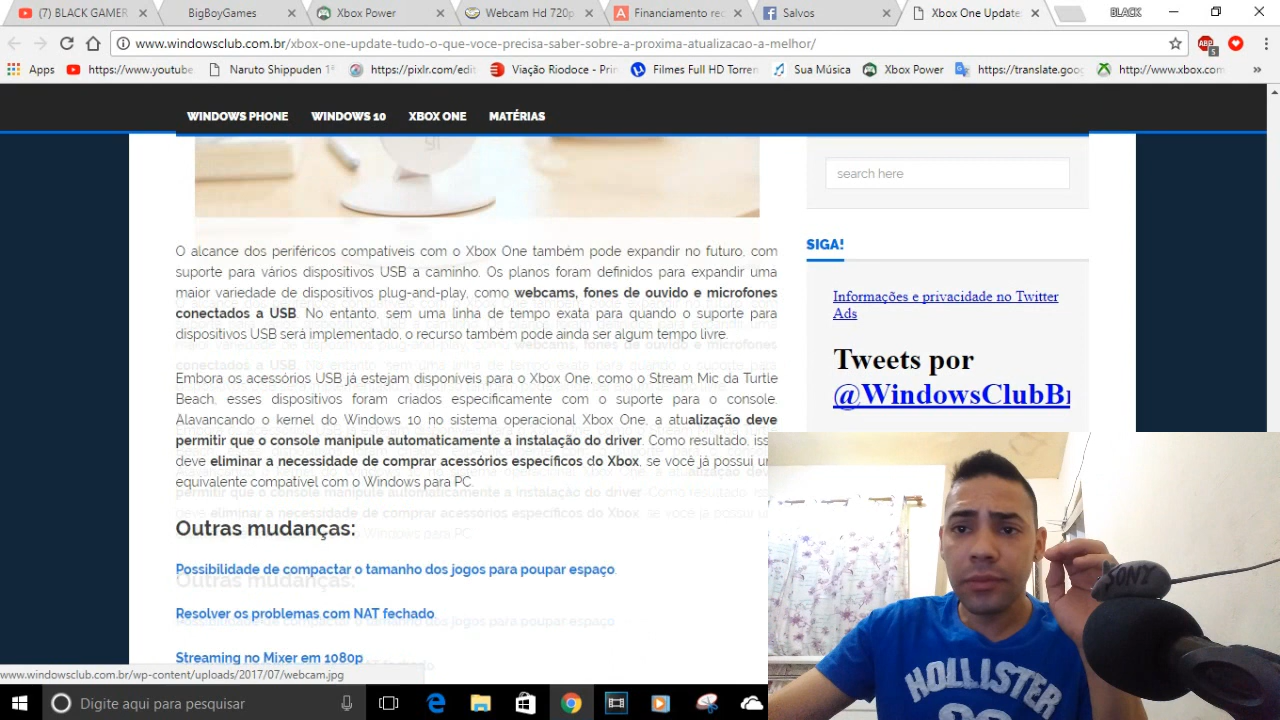 (7) BLACK GAMER
BigBoyGames
Xbox Power
Webcam Hd 720p
Financiamento rec
Salvos
Xbox One Update:
BLACK
www.windowsclub.com.br/xbox-one-update-tudo-o-que-voce-precisa-saber-sobre-a-proxima-atualizacao-a-melhor/
ABP
5
Apps
https://www.youtube.
Naruto Shippuden 1ª
https://pixlr.com/edit
Viação Riodoce - Prin
Filmes Full HD Torren
Sua Música
Xbox Power
https://translate.goog
http://www.xbox.com
»
WINDOWS PHONE
WINDOWS 10
XBOX ONE
MATÉRIAS
search here
O alcance dos periféricos compatíveis com o Xbox One também pode expandir no futuro, com
suporte para vários dispositivos USB a caminho. Os planos foram definidos para expandir uma
maior variedade de dispositivos plug-and-play, como webcams, fones de ouvido e microfones
conectados a USB. No entanto, sem uma linha de tempo exata para quando o suporte para
dispositivos USB será implementado, o recurso também pode ainda ser algum tempo livre.
Embora os acessórios USB já estejam disponíveis para o Xbox One, como o Stream Mic da Turtle
Beach, esses dispositivos foram criados especificamente com o suporte para o console.
Alavancando o kernel do Windows 10 no sistema operacional Xbox One, a atualização deve
permitir que o console manipule automaticamente a instalação do driver. Como resultado, iss
deve eliminar a necessidade de comprar acessórios específicos do Xbox, se você já possui un
equivalente compatível com o Windows para PC.
Outras mudanças:
Possibilidade de compactar o tamanho dos jogos para poupar espaço.
Resolver os problemas com NAT fechado.
Streaming no Mixer em 1080p
SIGA!
Informações e privacidade no Twitter
Ads
Tweets por
@WindowsClubBr
www.windowsclub.com.br/wp-content/uploads/2017/07/webcam.jpg
Digite aqui para pesquisar
HOLLISTER
SONY